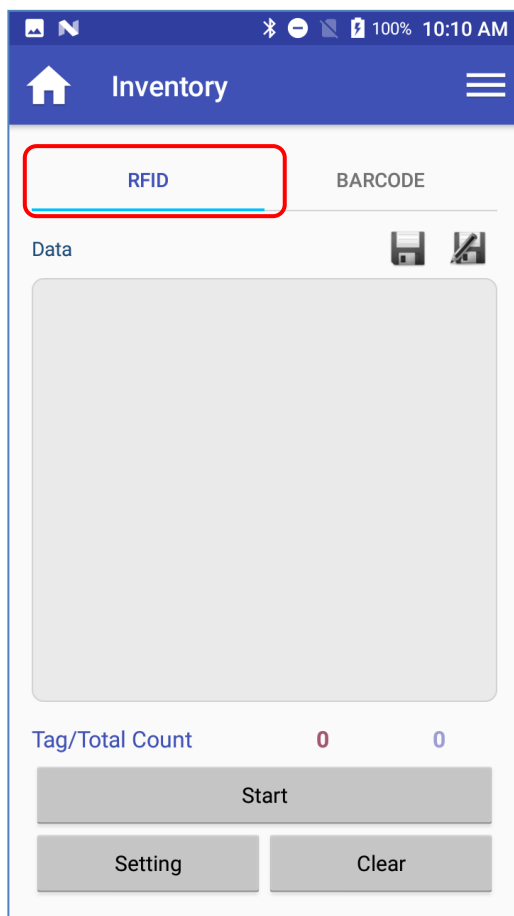 100% 10:10 AM
Inventory
RFID BARCODE
Data
Tag/Total Count 0 0
Start
Setting Clear